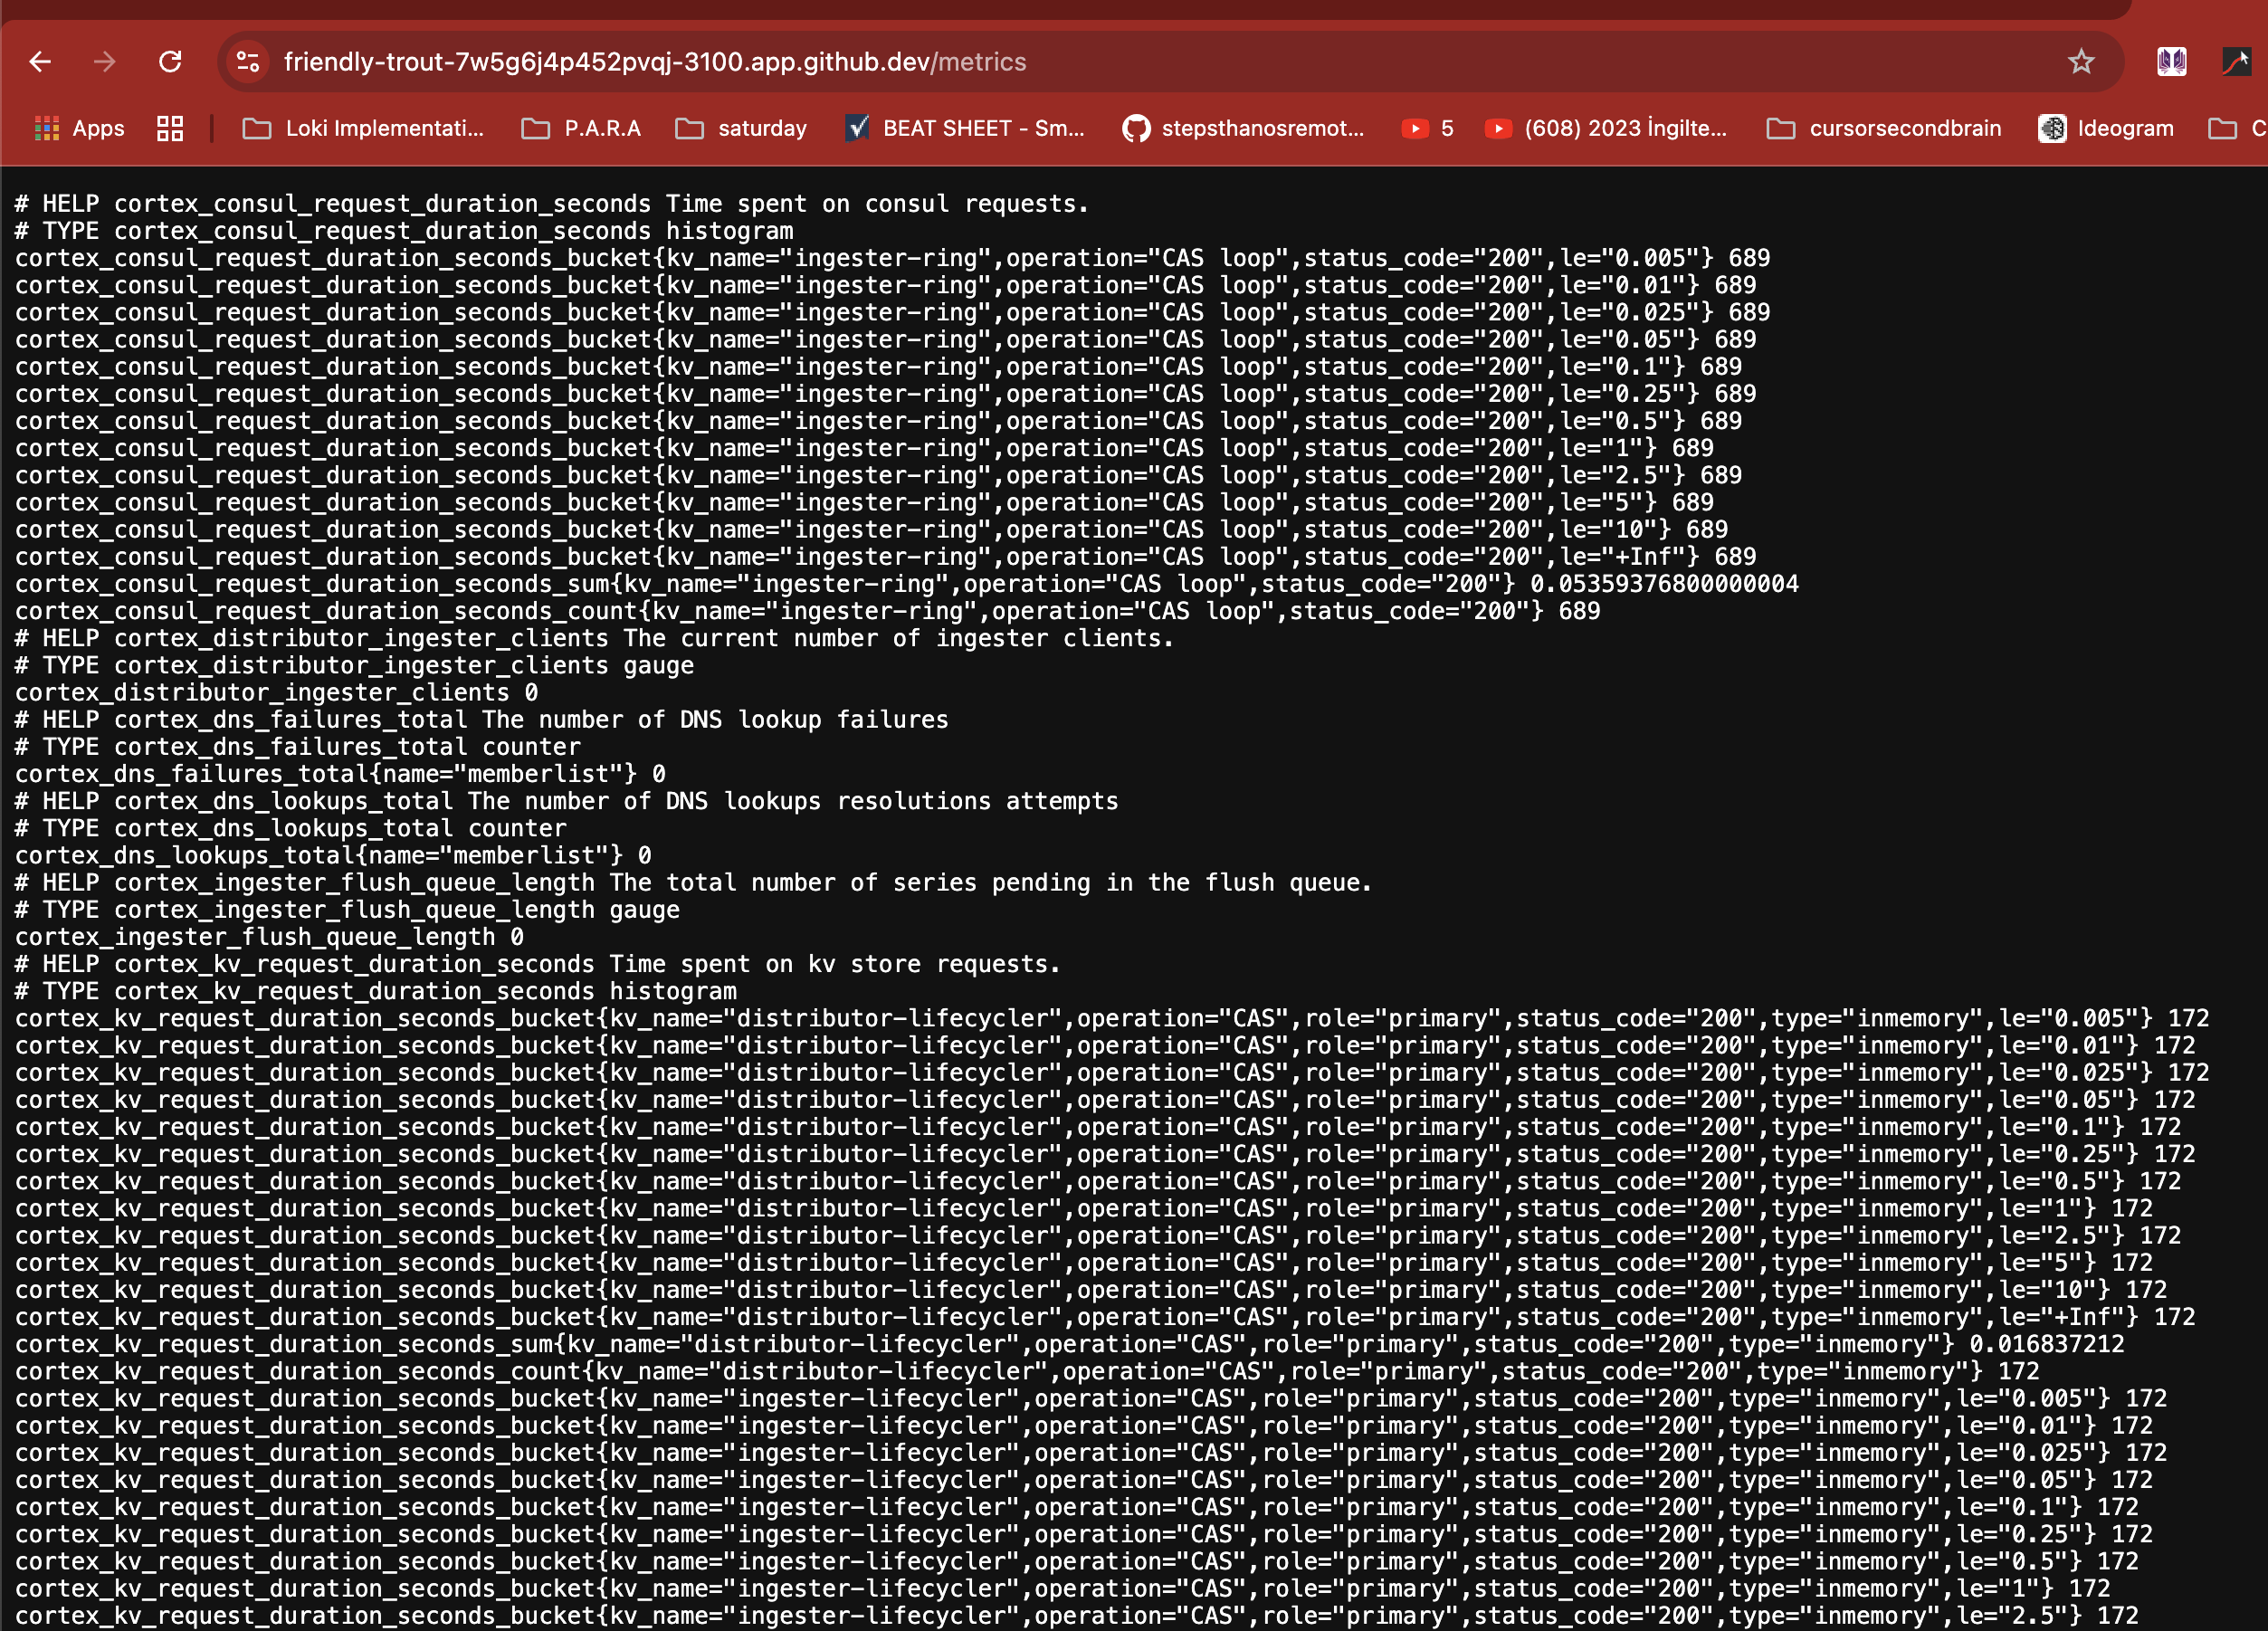 friendly-trout-7w5g6j4p452pvqj-3100.app.github.dev/metrics
Apps Loki Implementati... P.A.R.A saturday BEAT SHEET - Sm... stepsthanosremot... 5 (608) 2023 İngilte... cursorsecondbrain Ideogram C
# HELP cortex_consul_request_duration_seconds Time spent on consul requests.
# TYPE cortex_consul_request_duration_seconds histogram
cortex_consul_request_duration_seconds_bucket{kv_name="ingester-ring",operation="CAS loop",status_code="200",le="0.005"} 689
cortex_consul_request_duration_seconds_bucket{kv_name="ingester-ring",operation="CAS loop",status_code="200",le="0.01"} 689
cortex_consul_request_duration_seconds_bucket{kv_name="ingester-ring",operation="CAS loop",status_code="200",le="0.025"} 689
cortex_consul_request_duration_seconds_bucket{kv_name="ingester-ring",operation="CAS loop",status_code="200",le="0.05"} 689
cortex_consul_request_duration_seconds_bucket{kv_name="ingester-ring",operation="CAS loop",status_code="200",le="0.1"} 689
cortex_consul_request_duration_seconds_bucket{kv_name="ingester-ring",operation="CAS loop",status_code="200",le="0.25"} 689
cortex_consul_request_duration_seconds_bucket{kv_name="ingester-ring",operation="CAS loop",status_code="200",le="0.5"} 689
cortex_consul_request_duration_seconds_bucket{kv_name="ingester-ring",operation="CAS loop",status_code="200",le="1"} 689
cortex_consul_request_duration_seconds_bucket{kv_name="ingester-ring",operation="CAS loop",status_code="200",le="2.5"} 689
cortex_consul_request_duration_seconds_bucket{kv_name="ingester-ring",operation="CAS loop",status_code="200",le="5"} 689
cortex_consul_request_duration_seconds_bucket{kv_name="ingester-ring",operation="CAS loop",status_code="200",le="10"} 689
cortex_consul_request_duration_seconds_bucket{kv_name="ingester-ring",operation="CAS loop",status_code="200",le="+Inf"} 689
cortex_consul_request_duration_seconds_sum{kv_name="ingester-ring",operation="CAS loop",status_code="200"} 0.05359376800000004
cortex_consul_request_duration_seconds_count{kv_name="ingester-ring",operation="CAS loop",status_code="200"} 689
# HELP cortex_distributor_ingester_clients The current number of ingester clients.
# TYPE cortex_distributor_ingester_clients gauge
cortex_distributor_ingester_clients 0
# HELP cortex_dns_failures_total The number of DNS lookup failures
# TYPE cortex_dns_failures_total counter
cortex_dns_failures_total{name="memberlist"} 0
# HELP cortex_dns_lookups_total The number of DNS lookups resolutions attempts
# TYPE cortex_dns_lookups_total counter
cortex_dns_lookups_total{name="memberlist"} 0
# HELP cortex_ingester_flush_queue_length The total number of series pending in the flush queue.
# TYPE cortex_ingester_flush_queue_length gauge
cortex_ingester_flush_queue_length 0
# HELP cortex_kv_request_duration_seconds Time spent on kv store requests.
# TYPE cortex_kv_request_duration_seconds histogram
cortex_kv_request_duration_seconds_bucket{kv_name="distributor-lifecycler",operation="CAS",role="primary",status_code="200",type="inmemory",le="0.005"} 172
cortex_kv_request_duration_seconds_bucket{kv_name="distributor-lifecycler",operation="CAS",role="primary",status_code="200",type="inmemory",le="0.01"} 172
cortex_kv_request_duration_seconds_bucket{kv_name="distributor-lifecycler",operation="CAS",role="primary",status_code="200",type="inmemory",le="0.025"} 172
cortex_kv_request_duration_seconds_bucket{kv_name="distributor-lifecycler",operation="CAS",role="primary",status_code="200",type="inmemory",le="0.05"} 172
cortex_kv_request_duration_seconds_bucket{kv_name="distributor-lifecycler",operation="CAS",role="primary",status_code="200",type="inmemory",le="0.1"} 172
cortex_kv_request_duration_seconds_bucket{kv_name="distributor-lifecycler",operation="CAS",role="primary",status_code="200",type="inmemory",le="0.25"} 172
cortex_kv_request_duration_seconds_bucket{kv_name="distributor-lifecycler",operation="CAS",role="primary",status_code="200",type="inmemory",le="0.5"} 172
cortex_kv_request_duration_seconds_bucket{kv_name="distributor-lifecycler",operation="CAS",role="primary",status_code="200",type="inmemory",le="1"} 172
cortex_kv_request_duration_seconds_bucket{kv_name="distributor-lifecycler",operation="CAS",role="primary",status_code="200",type="inmemory",le="2.5"} 172
cortex_kv_request_duration_seconds_bucket{kv_name="distributor-lifecycler",operation="CAS",role="primary",status_code="200",type="inmemory",le="5"} 172
cortex_kv_request_duration_seconds_bucket{kv_name="distributor-lifecycler",operation="CAS",role="primary",status_code="200",type="inmemory",le="10"} 172
cortex_kv_request_duration_seconds_bucket{kv_name="distributor-lifecycler",operation="CAS",role="primary",status_code="200",type="inmemory",le="+Inf"} 172
cortex_kv_request_duration_seconds_sum{kv_name="distributor-lifecycler",operation="CAS",role="primary",status_code="200",type="inmemory"} 0.016837212
cortex_kv_request_duration_seconds_count{kv_name="distributor-lifecycler",operation="CAS",role="primary",status_code="200",type="inmemory"} 172
cortex_kv_request_duration_seconds_bucket{kv_name="ingester-lifecycler",operation="CAS",role="primary",status_code="200",type="inmemory",le="0.005"} 172
cortex_kv_request_duration_seconds_bucket{kv_name="ingester-lifecycler",operation="CAS",role="primary",status_code="200",type="inmemory",le="0.01"} 172
cortex_kv_request_duration_seconds_bucket{kv_name="ingester-lifecycler",operation="CAS",role="primary",status_code="200",type="inmemory",le="0.025"} 172
cortex_kv_request_duration_seconds_bucket{kv_name="ingester-lifecycler",operation="CAS",role="primary",status_code="200",type="inmemory",le="0.05"} 172
cortex_kv_request_duration_seconds_bucket{kv_name="ingester-lifecycler",operation="CAS",role="primary",status_code="200",type="inmemory",le="0.1"} 172
cortex_kv_request_duration_seconds_bucket{kv_name="ingester-lifecycler",operation="CAS",role="primary",status_code="200",type="inmemory",le="0.25"} 172
cortex_kv_request_duration_seconds_bucket{kv_name="ingester-lifecycler",operation="CAS",role="primary",status_code="200",type="inmemory",le="0.5"} 172
cortex_kv_request_duration_seconds_bucket{kv_name="ingester-lifecycler",operation="CAS",role="primary",status_code="200",type="inmemory",le="1"} 172
cortex_kv_request_duration_seconds_bucket{kv_name="ingester-lifecycler",operation="CAS",role="primary",status_code="200",type="inmemory",le="2.5"} 172